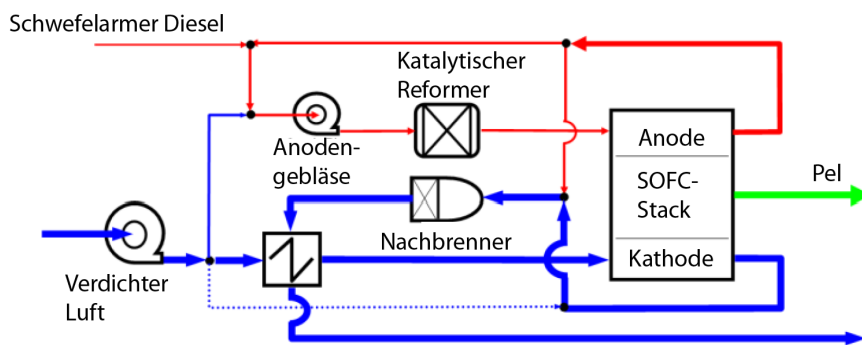 Schwefelarmer Diesel
Katalytischer
Reformer
Anoden-
gebläse
Anode
SOFC-
Stack
Kathode
Pel
Nachbrenner
Verdichter
Luft